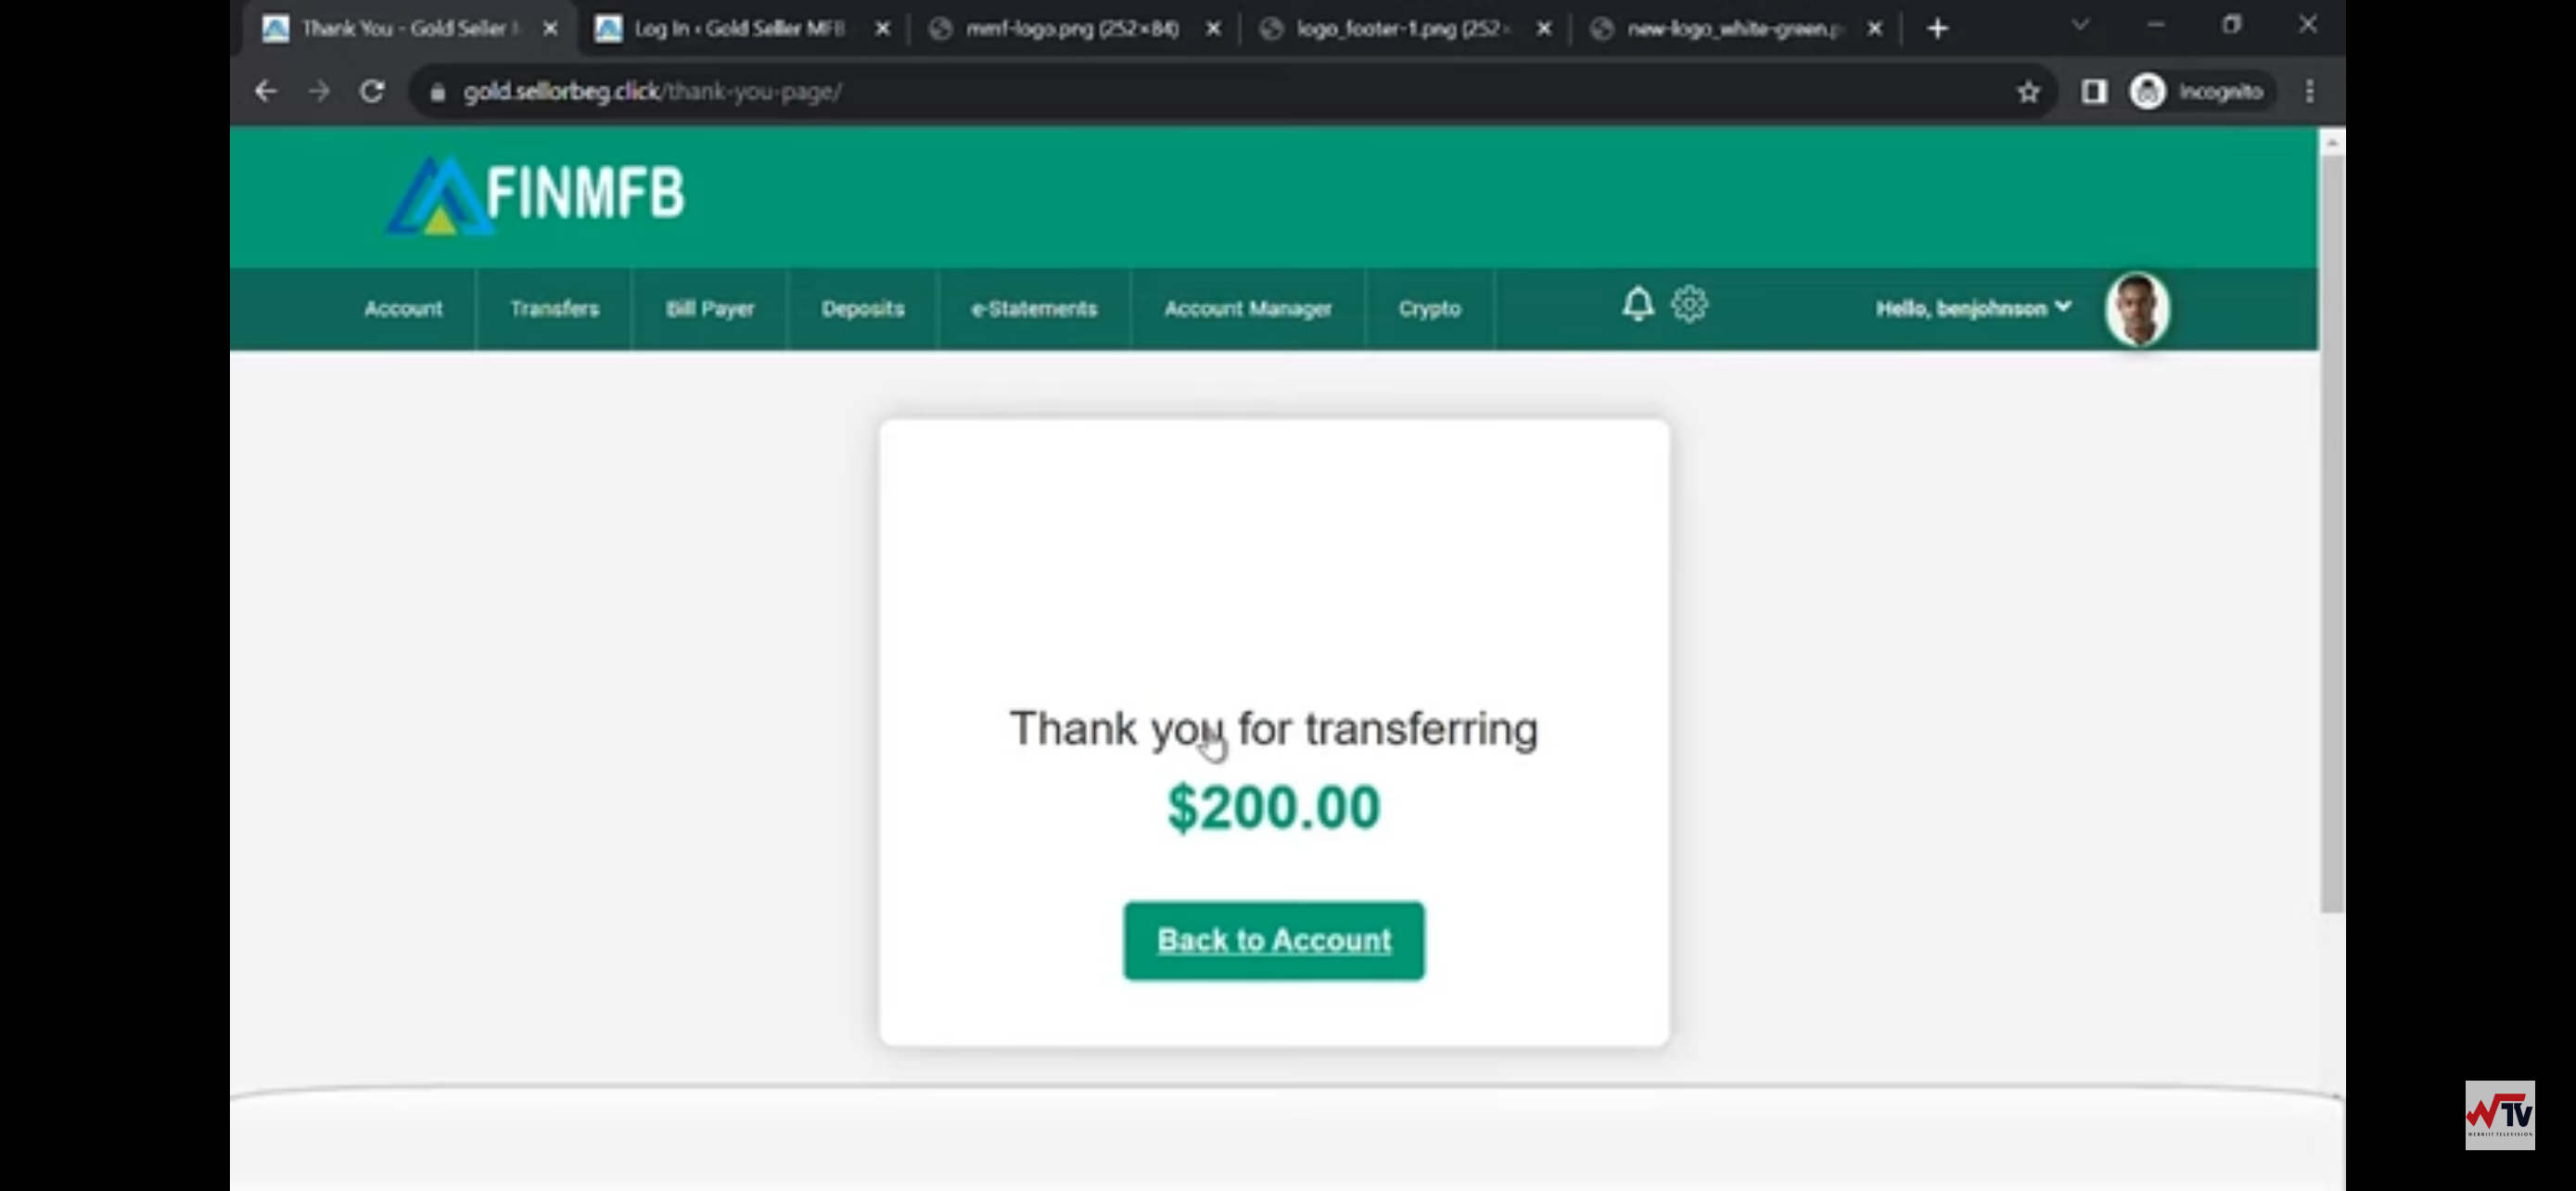 Thank You - Gold Seller
Log In ‹ Gold Seller MFB
mmf-logo.png (252×84)
logo_footer-1.png (252×
new-logo_white-green.p
gold.sellorbeg.click/thank-you-page/
Incognito
FINMFB
Account
Transfers
Bill Payer
Deposits
e-Statements
Account Manager
Crypto
Hello, benjohnson
Thank you for transferring
$200.00
Back to Account
WTV